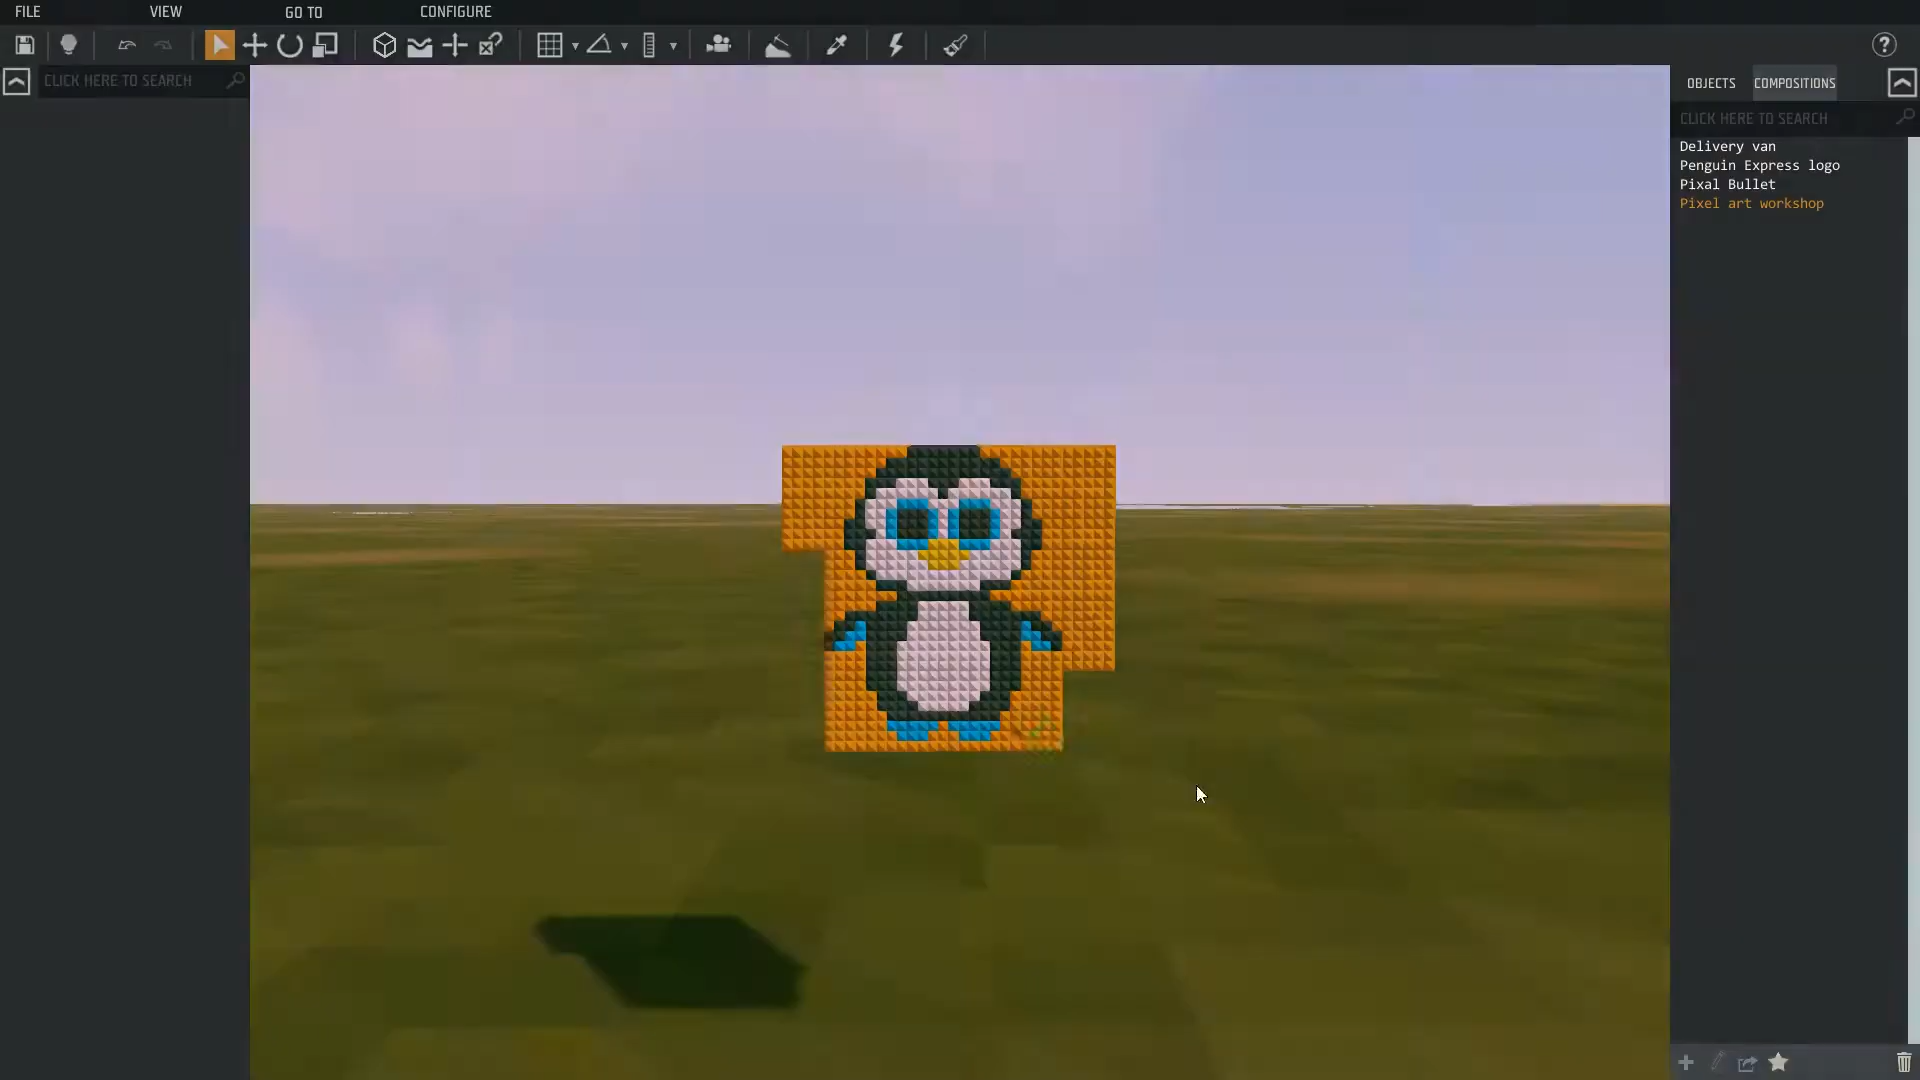 FILE VIEW GO TO CONFIGURE
CLICK HERE TO SEARCH
OBJECTS COMPOSITIONS
CLICK HERE TO SEARCH
Delivery van
Penguin Express logo
Pixal Bullet
Pixel art workshop